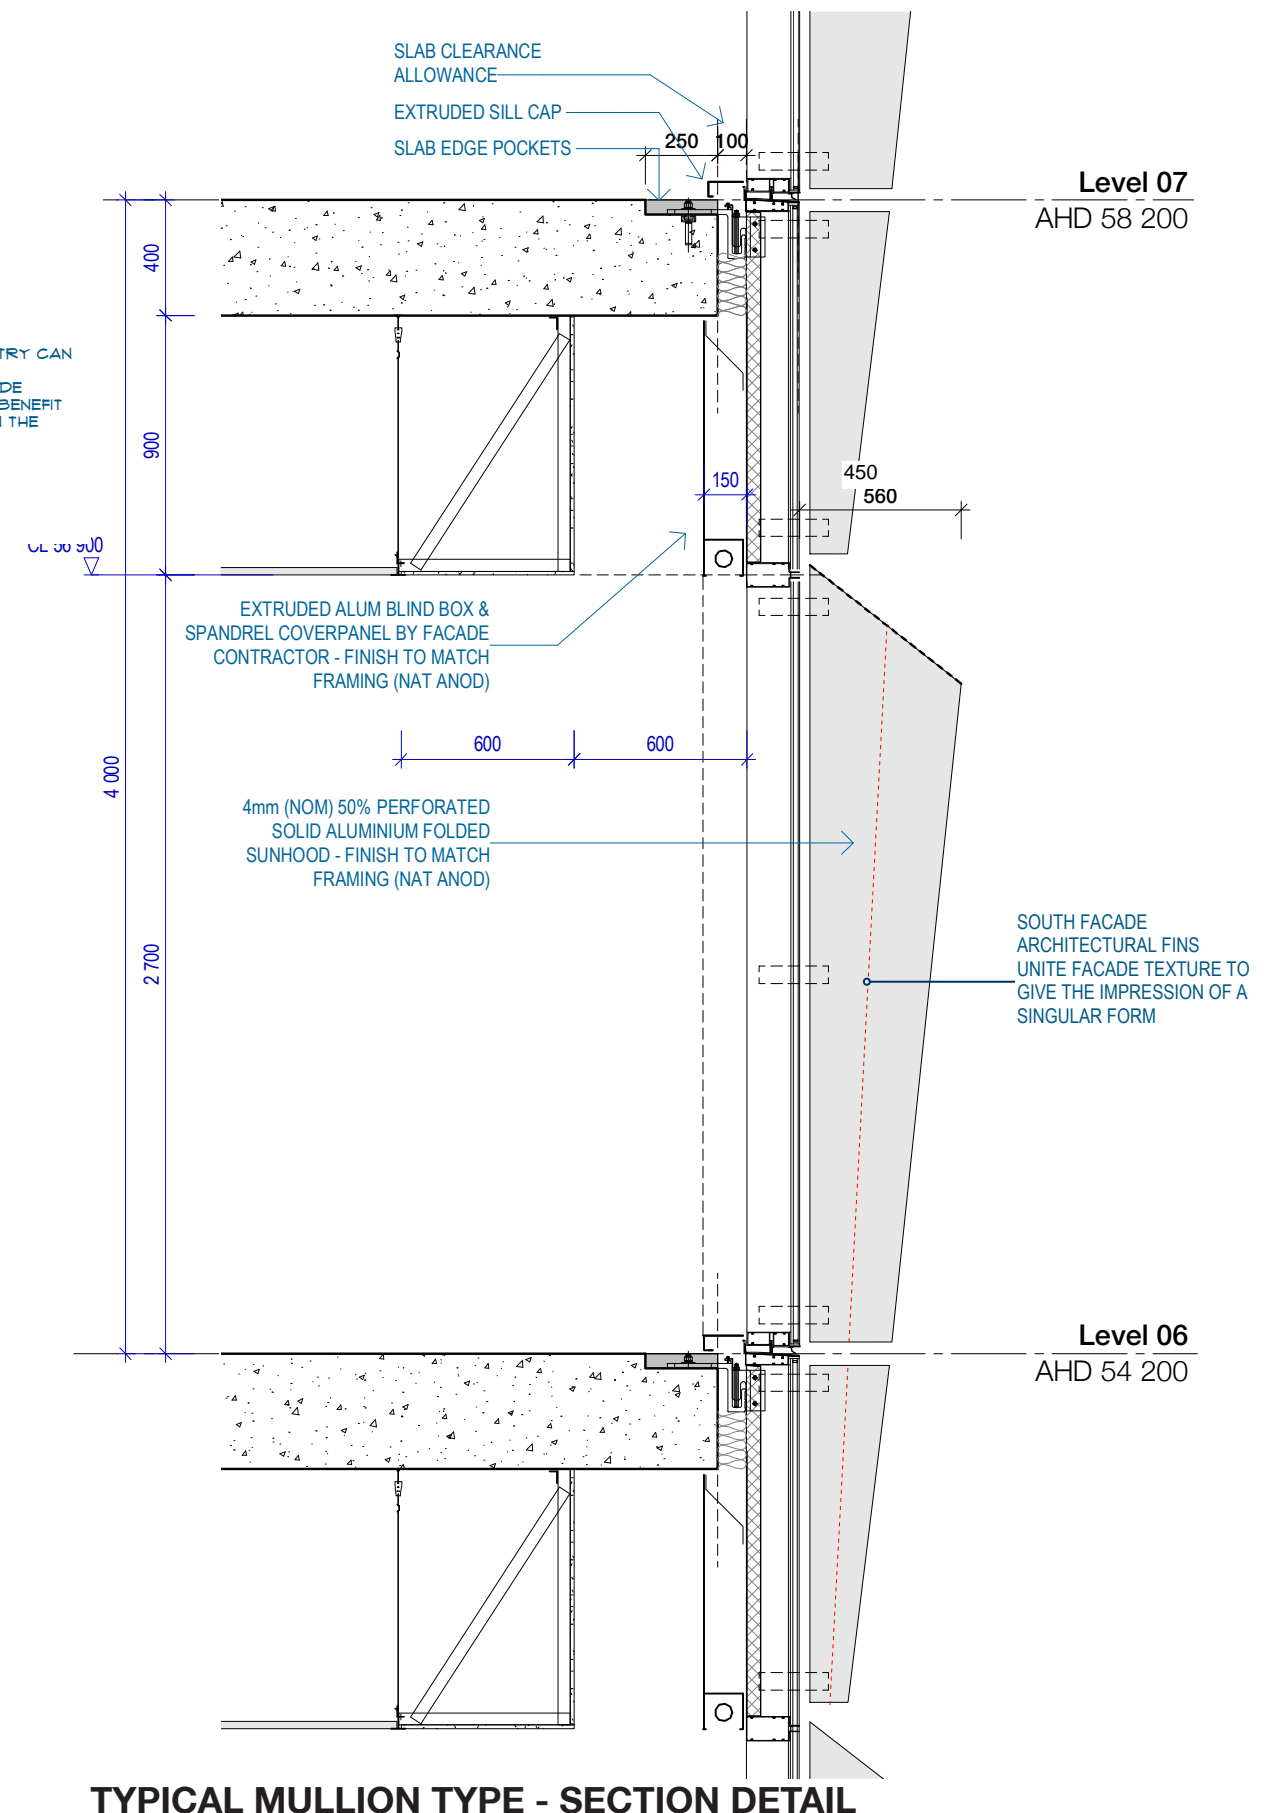 SLAB CLEARANCE
ALLOWANCE
EXTRUDED SILL CAP
SLAB EDGE POCKETS
250
100
Level 07
AHD 58 200
400
TRY CAN
DE
BENEFIT
THE
900
150
450
560
EXTRUDED ALUM BLIND BOX &
SPANDREL COVERPANEL BY FACADE
CONTRACTOR - FINISH TO MATCH
FRAMING (NAT ANOD)
600
600
4 000
4mm (NOM) 50% PERFORATED
SOLID ALUMINIUM FOLDED
SUNHOOD - FINISH TO MATCH
FRAMING (NAT ANOD)
2 700
SOUTH FACADE
ARCHITECTURAL FINS
UNITE FACADE TEXTURE TO
GIVE THE IMPRESSION OF A
SINGULAR FORM
Level 06
AHD 54 200
TYPICAL MULLION TYPE - SECTION DETAIL